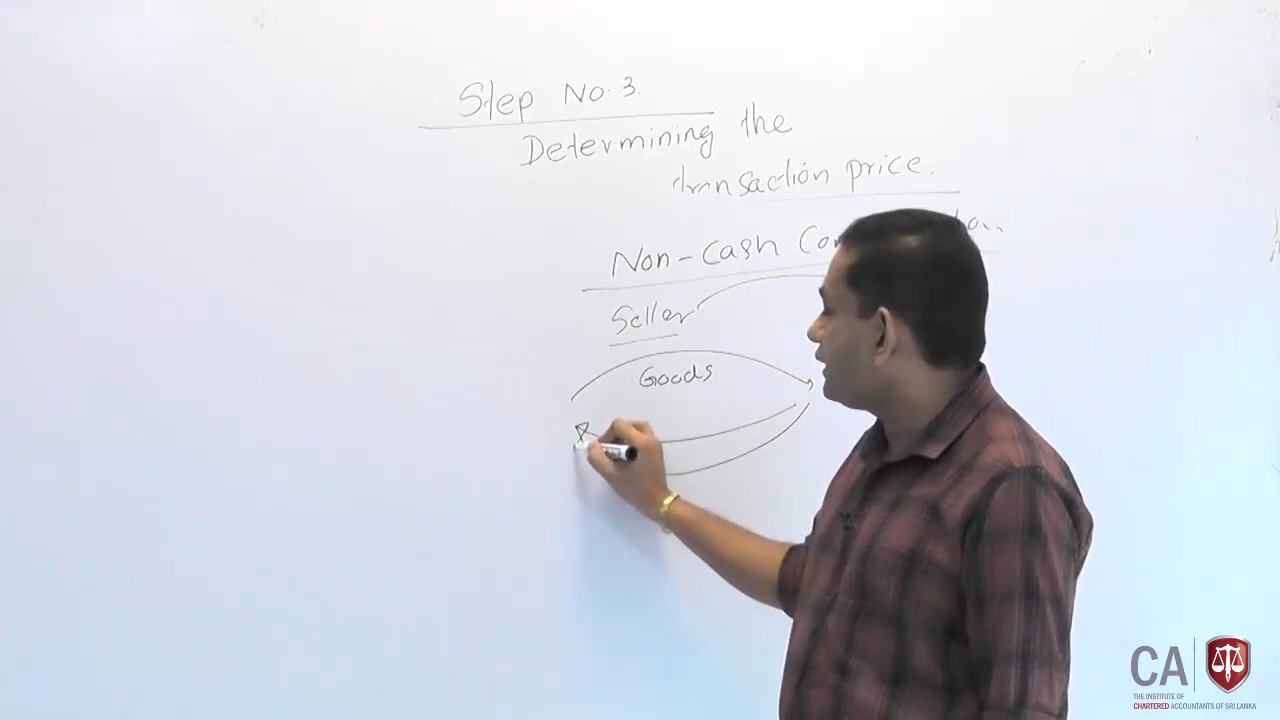 Step No. 3.
Determining the
transaction price.
Non-Cash
Seller
Goods
CA
THE INSTITUTE OF
CHARTERED ACCOUNTANTS OF SRI LANKA